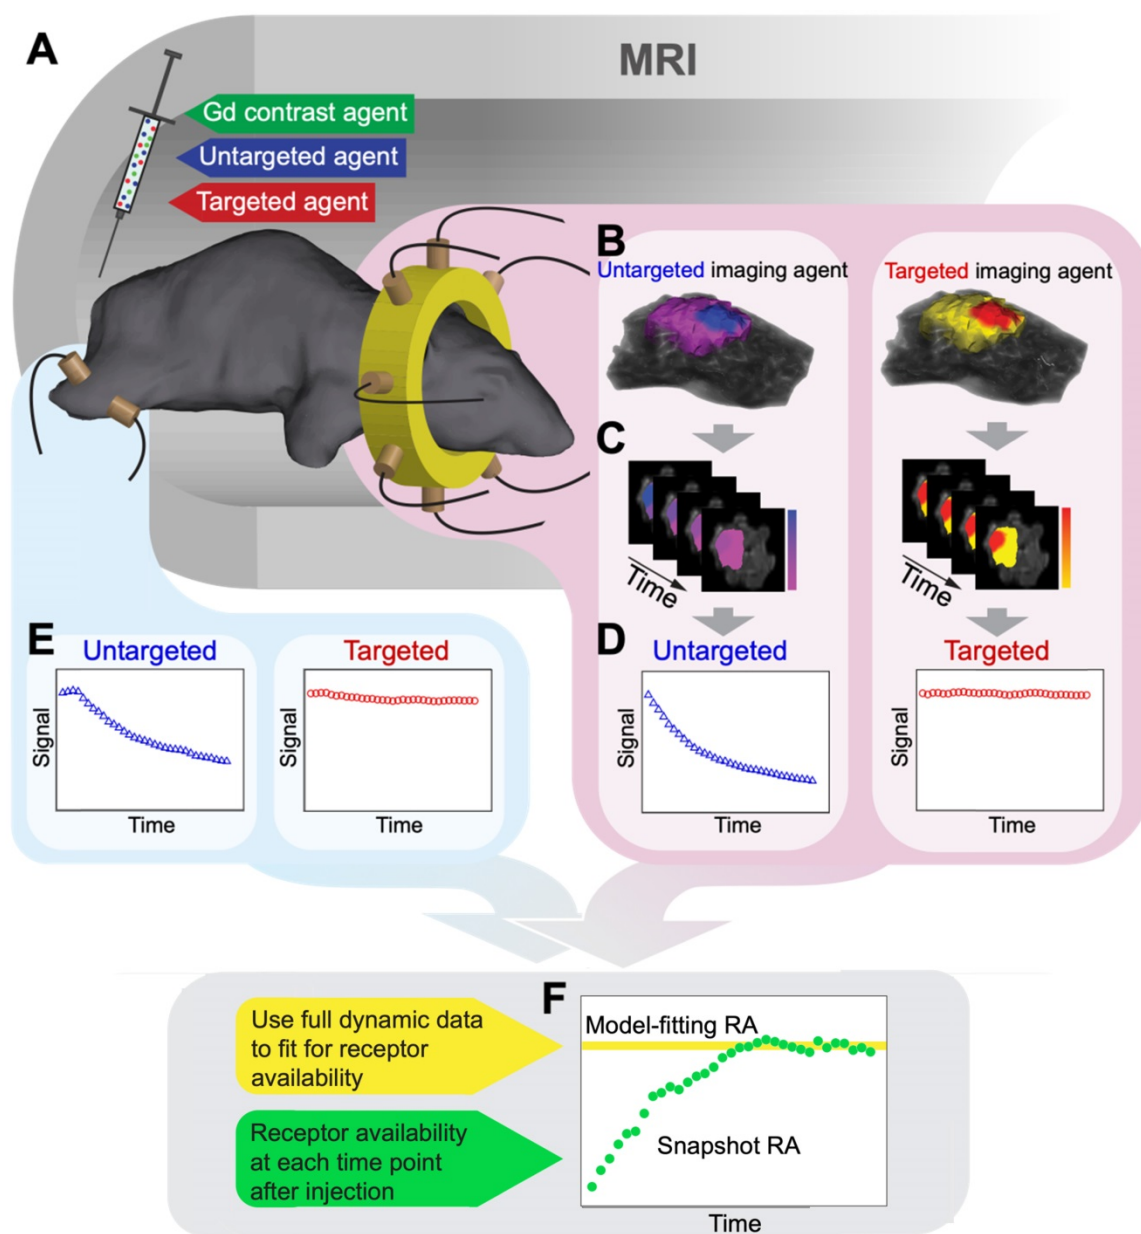 A
MRI
Gd contrast agent
Untargeted agent
Targeted agent
B
Untargeted imaging agent
Targeted imaging agent
C
Time
Time
E
Untargeted
Signal
Time
Targeted
Signal
Time
D
Untargeted
Signal
Time
Targeted
Signal
Time
Use full dynamic data
to fit for receptor
availability
Receptor availability
at each time point
after injection
F
Model-fitting RA
Snapshot RA
Time